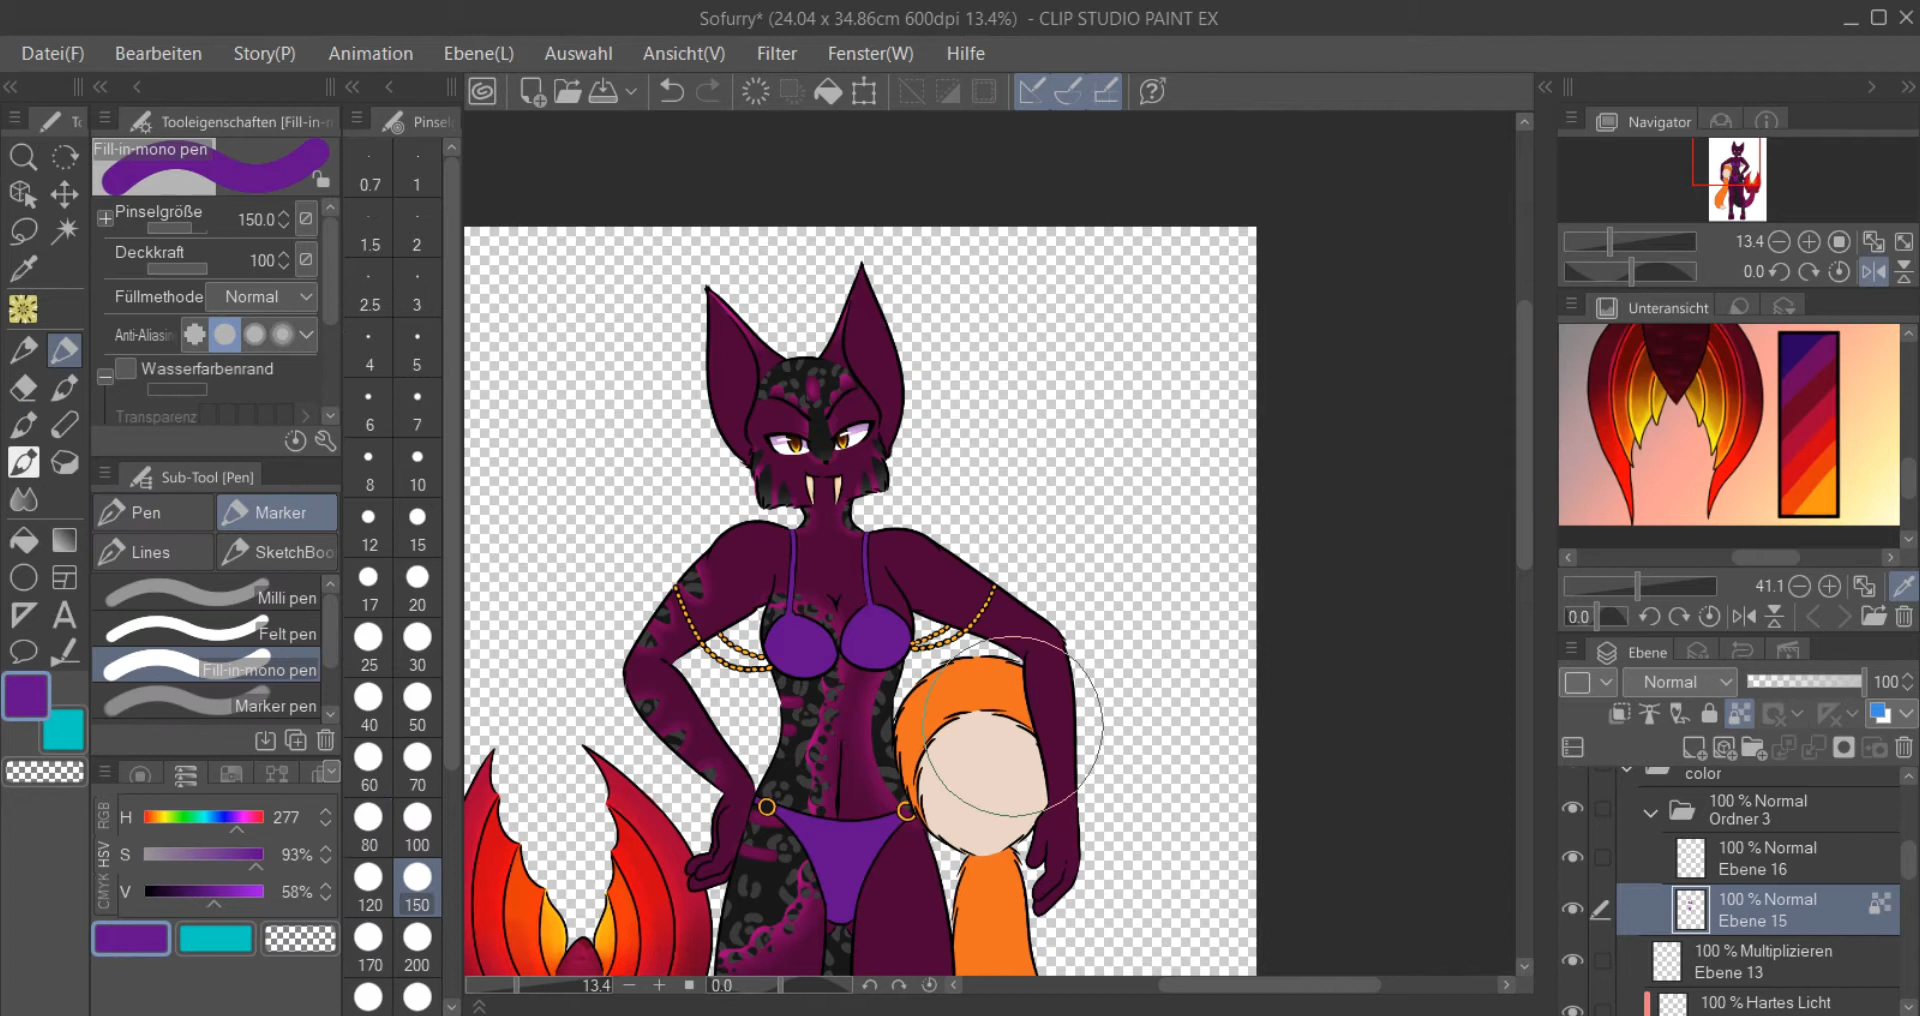 Sofurry* (24.04 x 34.86cm 600dpi 13.4%) - CLIP STUDIO PAINT EX
Datei(F) Bearbeiten Story(P) Animation Ebene(L) Auswahl Ansicht(V) Filter Fenster(W) Hilfe
Tooleigenschaften [Fill-in-m
Pinsel
Navigator
Fill-in-mono pen
Pinselgröße 150.0
Deckkraft 100
Füllmethode Normal
Anti-Aliasin
Wasserfarbenrand
Transparenz
Sub-Tool [Pen]
Pen Marker
Lines SketchBoo
Milli pen
Felt pen
Fill-in-mono pen
Marker pen
RGB
HSV
CMYK
H 277
S 93%
V 58%
0.7 1
1.5 2
2.5 3
4 5
6 7
8 10
12 15
17 20
25 30
40 50
60 70
80 100
120 150
170 200
13.4 0.0
13.4
0.0
Unteransicht
41.1
0.0
Ebene
Normal 100
color
100 % Normal
Ordner 3
100 % Normal
Ebene 16
100 % Normal
Ebene 15
100 % Multiplizieren
Ebene 13
100 % Hartes Licht